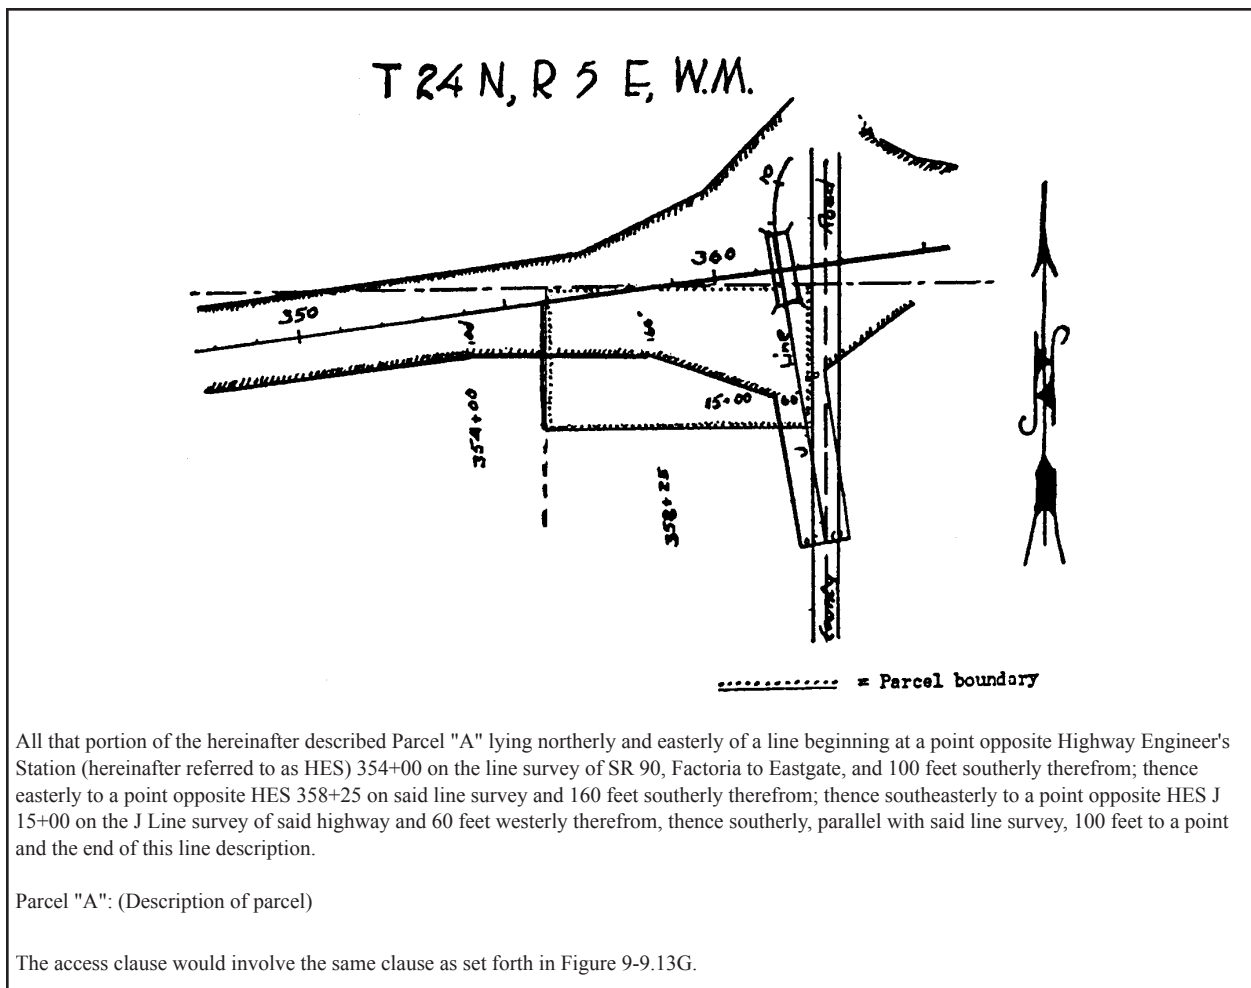 T 24 N, R 5 E, W.M.
Road
360
350
Line
100'
160'
15+00
60'
354+00
J
358+25
County
= Parcel boundary
All that portion of the hereinafter described Parcel "A" lying northerly and easterly of a line beginning at a point opposite Highway Engineer's
Station (hereinafter referred to as HES) 354+00 on the line survey of SR 90, Factoria to Eastgate, and 100 feet southerly therefrom; thence
easterly to a point opposite HES 358+25 on said line survey and 160 feet southerly therefrom; thence southeasterly to a point opposite HES J
15+00 on the J Line survey of said highway and 60 feet westerly therefrom, thence southerly, parallel with said line survey, 100 feet to a point
and the end of this line description.
Parcel "A": (Description of parcel)
The access clause would involve the same clause as set forth in Figure 9-9.13G.